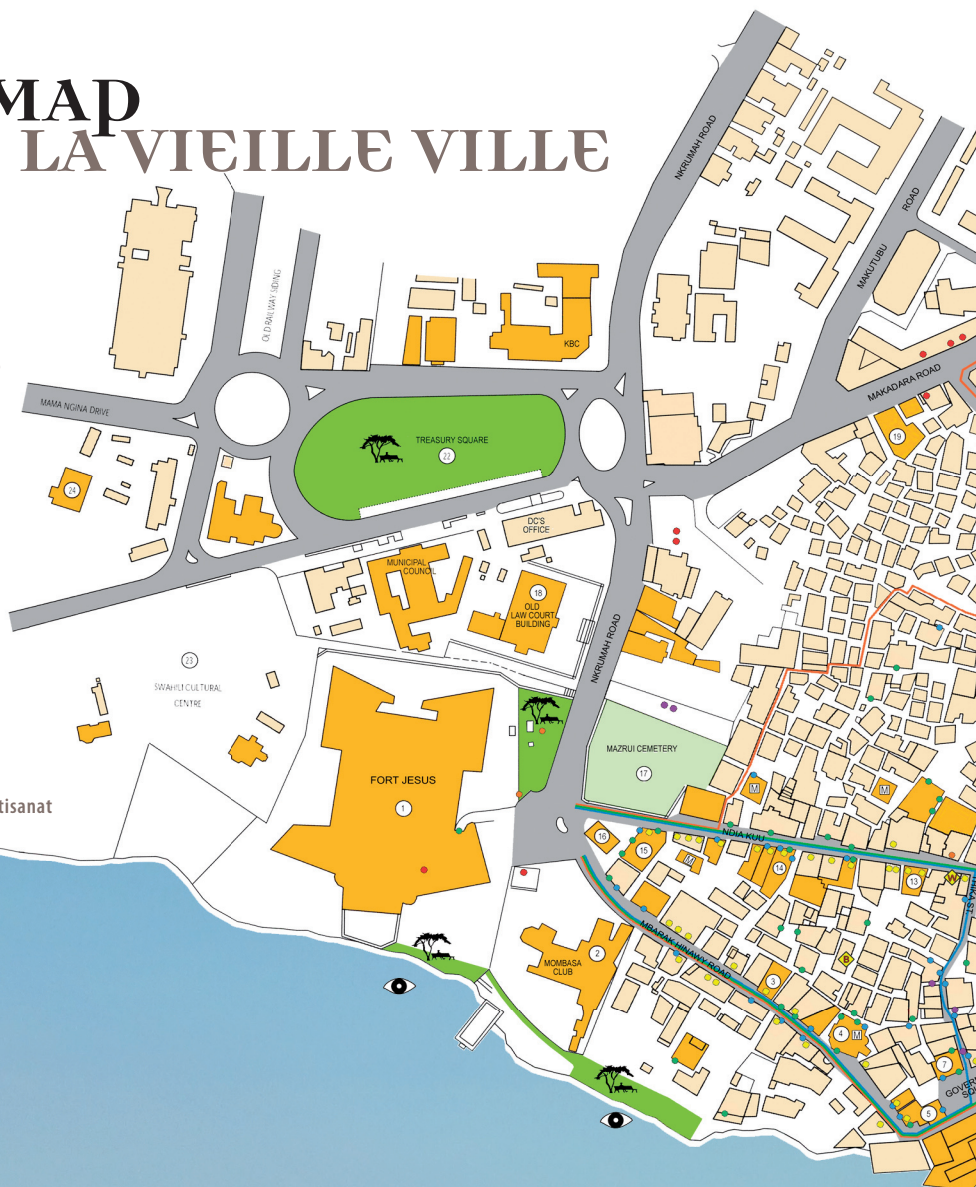 MAP
LA VIEILLE VILLE
NKRUMAH ROAD
MAKUTUBU
ROAD
OLD RAILWAY SIDING
KBC
MAMA NGINA DRIVE
MAKADARA ROAD
TREASURY SQUARE
22
19
24
DC'S
OFFICE
MUNICIPAL
COUNCIL
18
OLD
LAW COURT
BUILDING
NKRUMAH ROAD
23
SWAHILI CULTURAL
CENTRE
MAZRUI CEMETERY
17
FORT JESUS
1
tisanat
M
M
NDIA KUU
16
15
M
14
13
W
MBARAK HINAWY ROAD
B
MOMBASA
CLUB
2
3
4
M
7
5